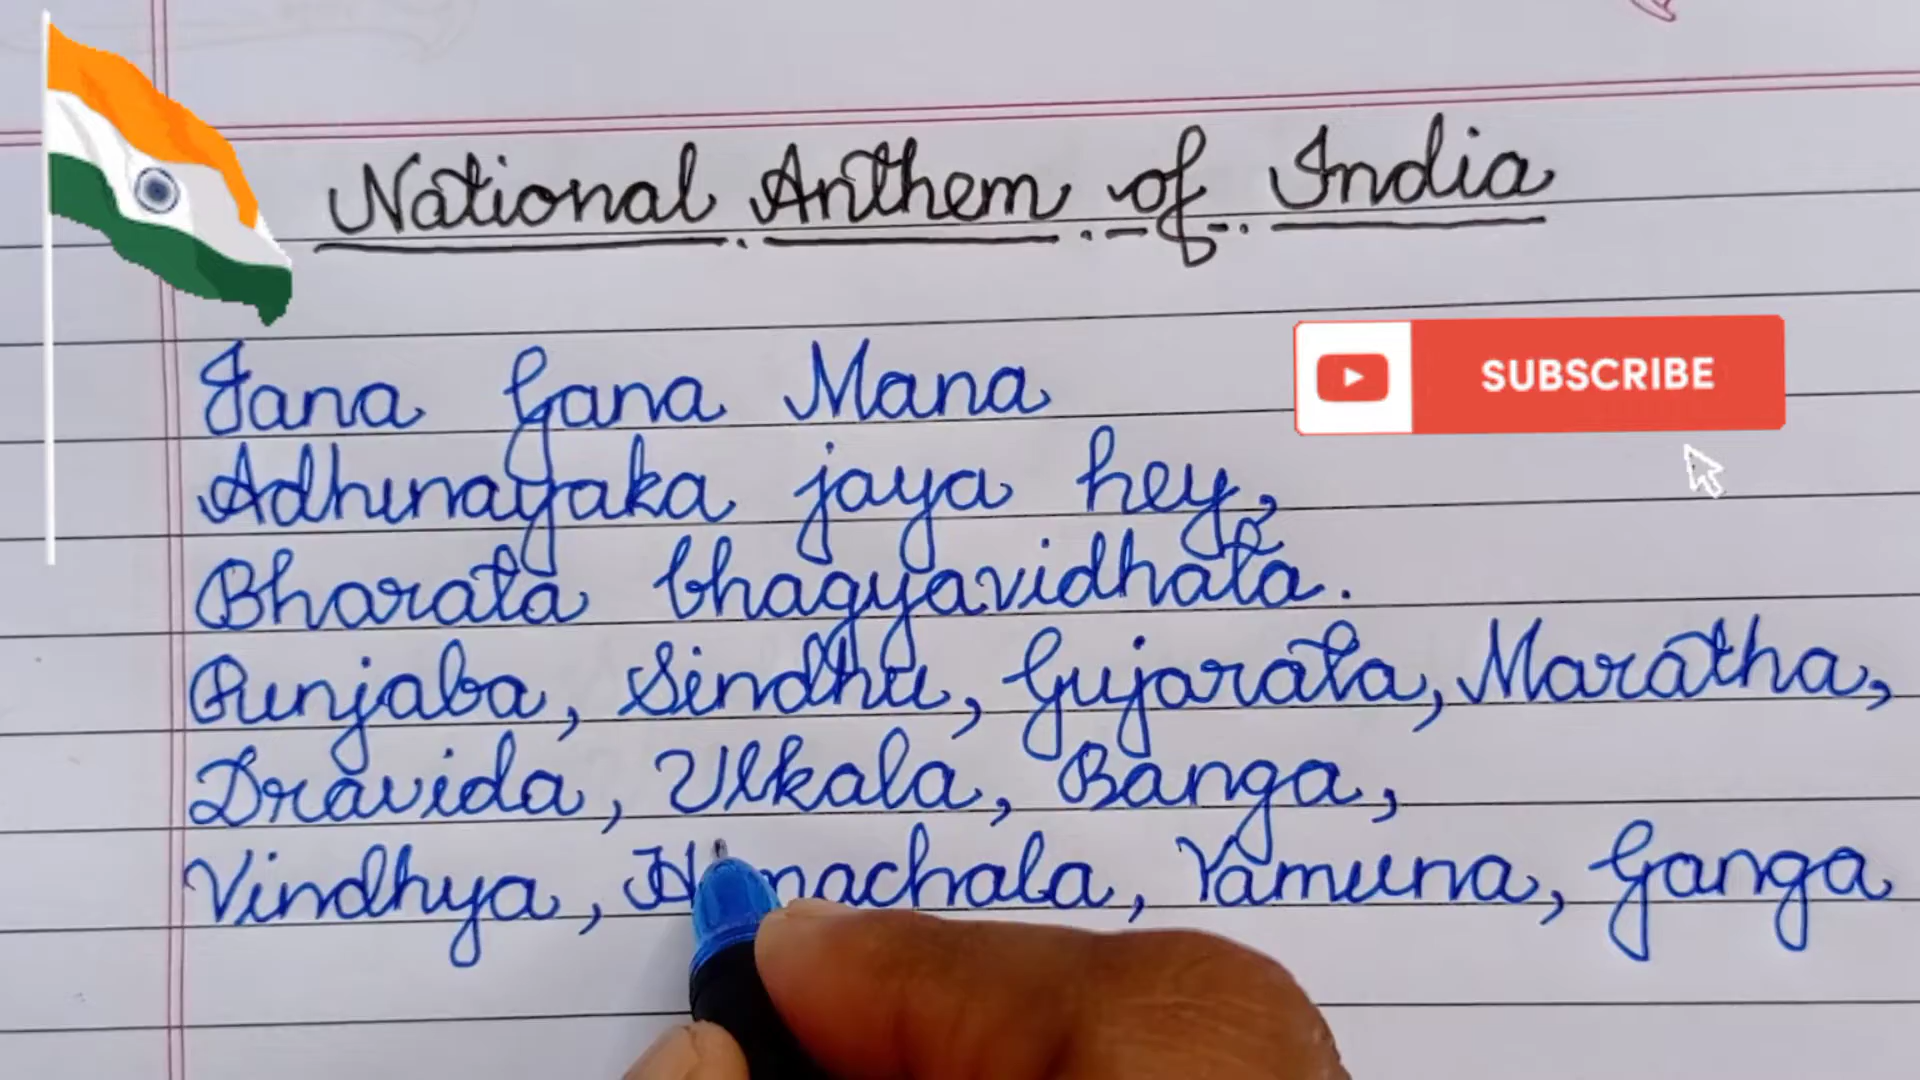 National Anthem of India
Jana Gana Mana
SUBSCRIBE
Adhinayaka jaya hey,
Bharata bhagyavidhata.
Punjaba, Sindhu, Gujarata, Maratha,
Dravida, Utkala, Banga,
Vindhya, Himachala, Yamuna, Ganga